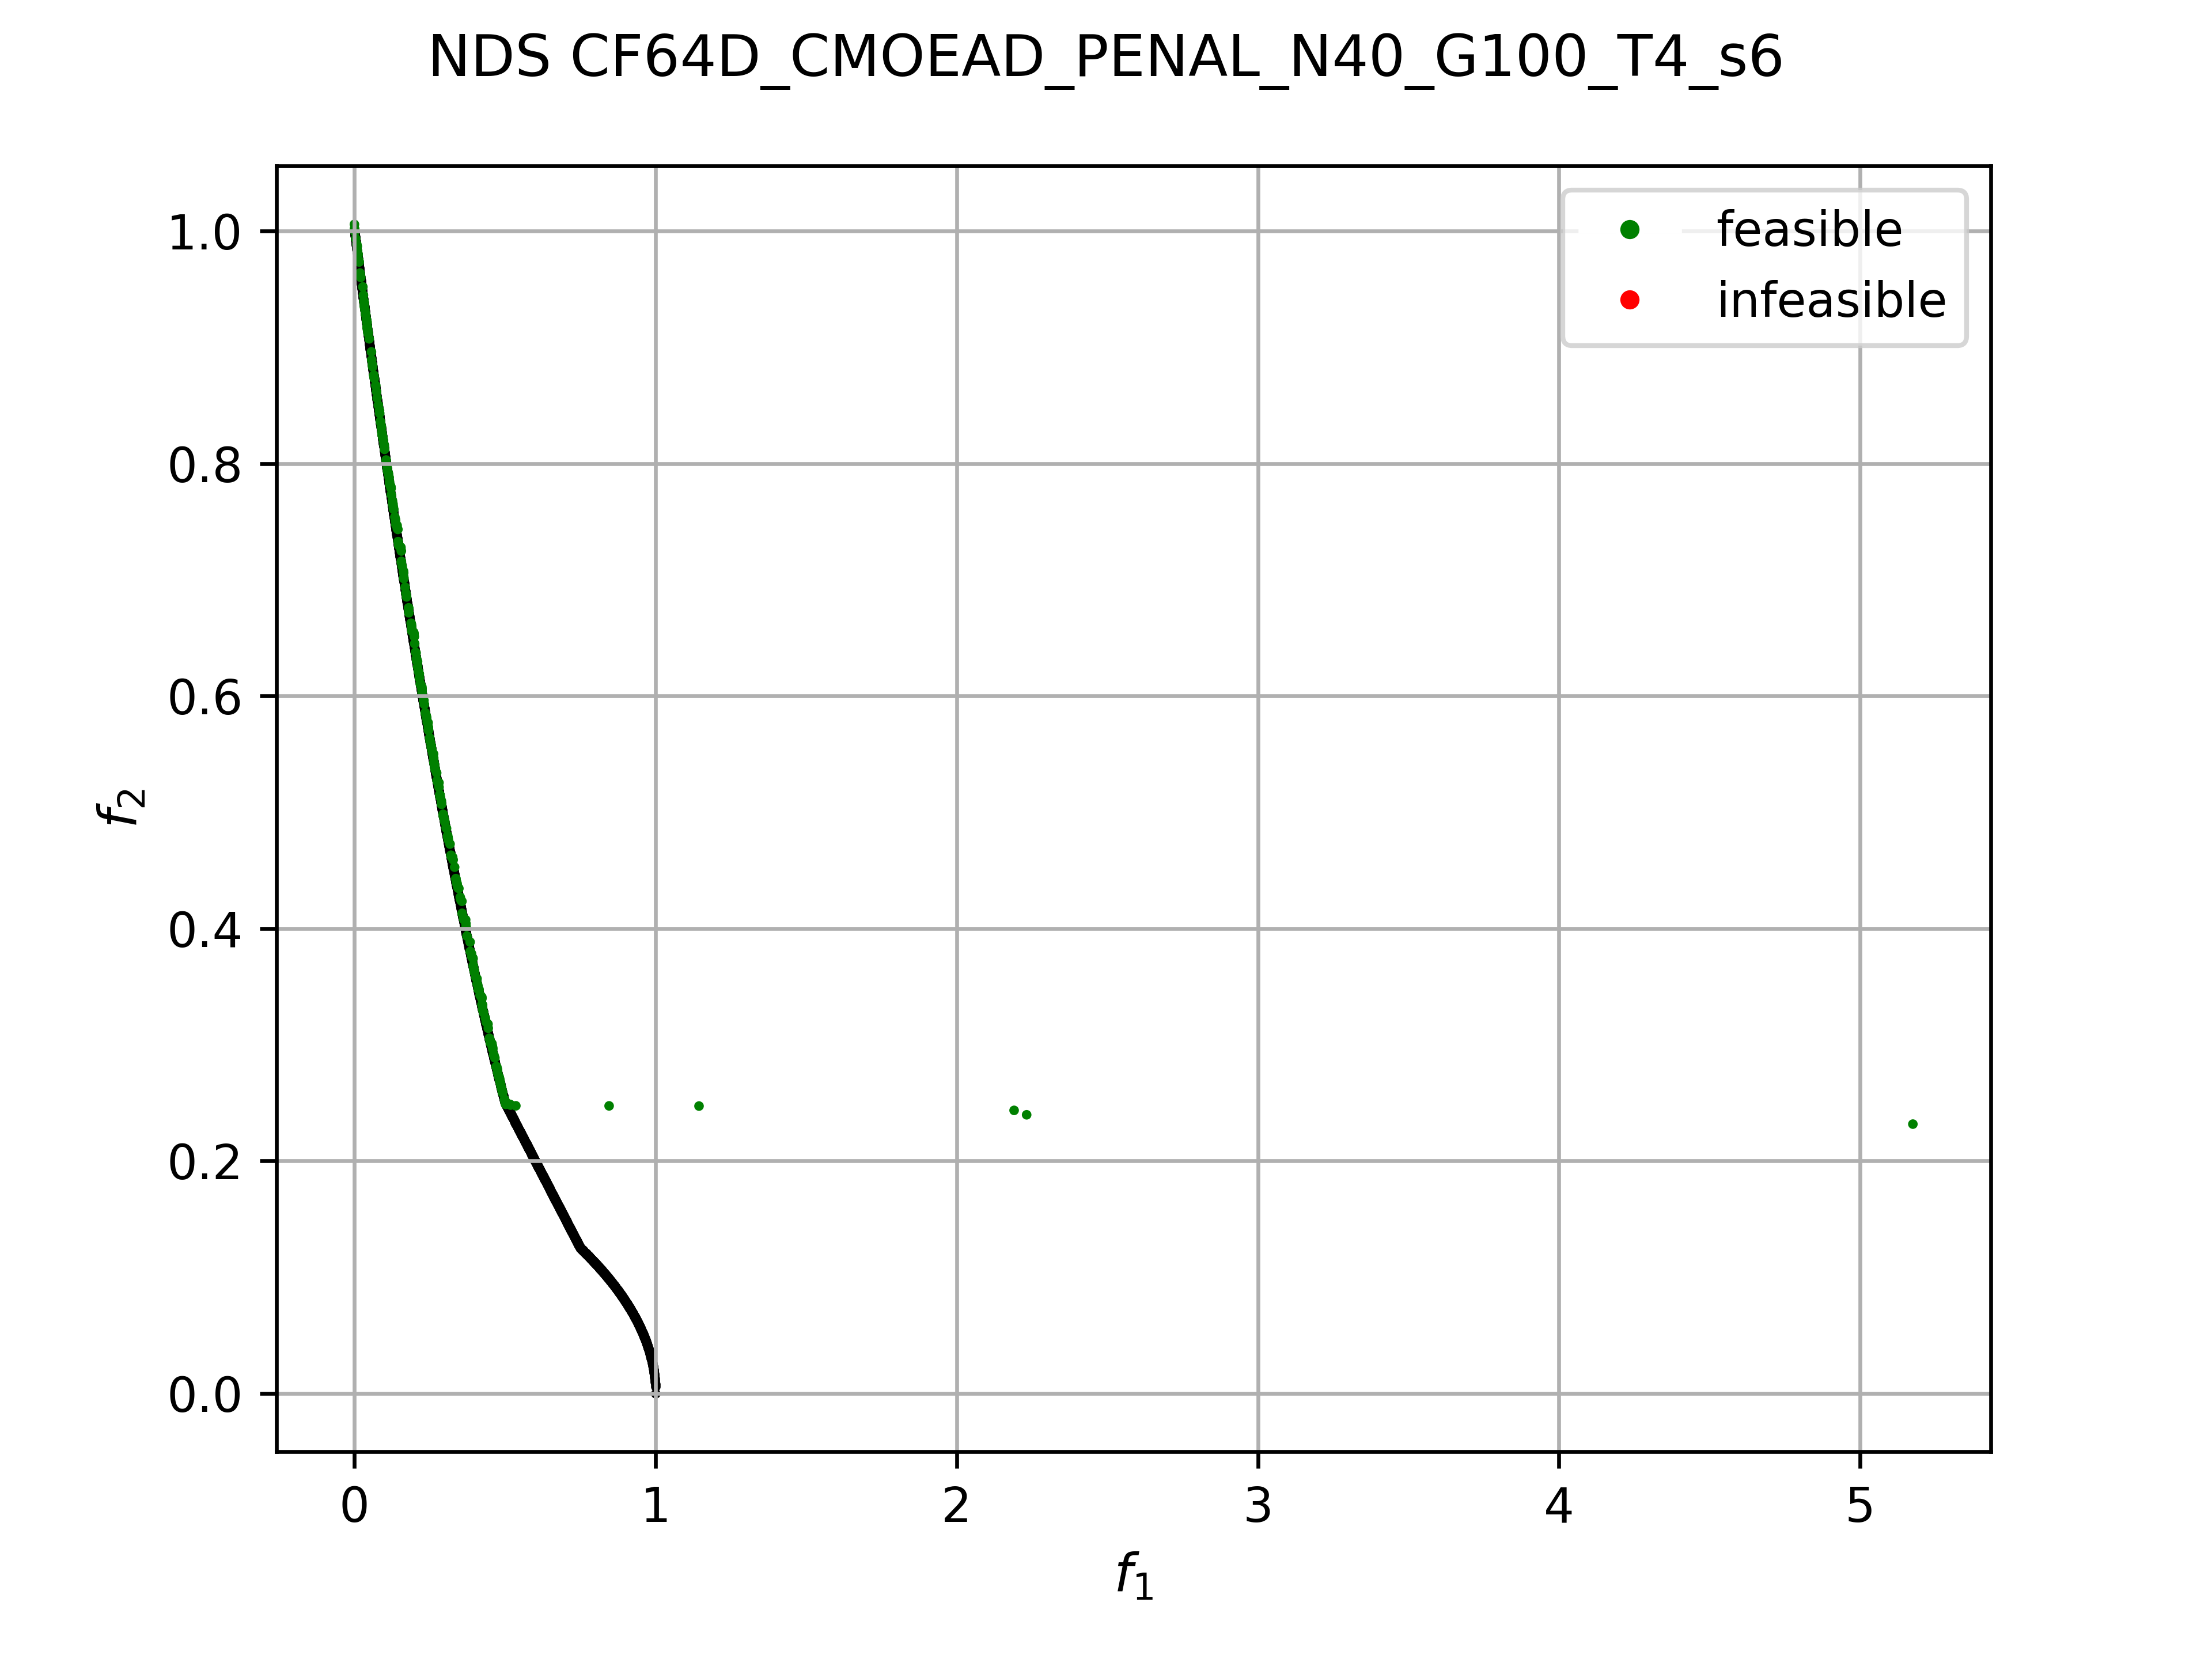 NDS CF64D_CMOEAD_PENAL_N40_G100_T4_s6
feasible
infeasible
1.0
0.8
0.6
0.4
0.2
0.0
f2
0 1 2 3 4 5
f1